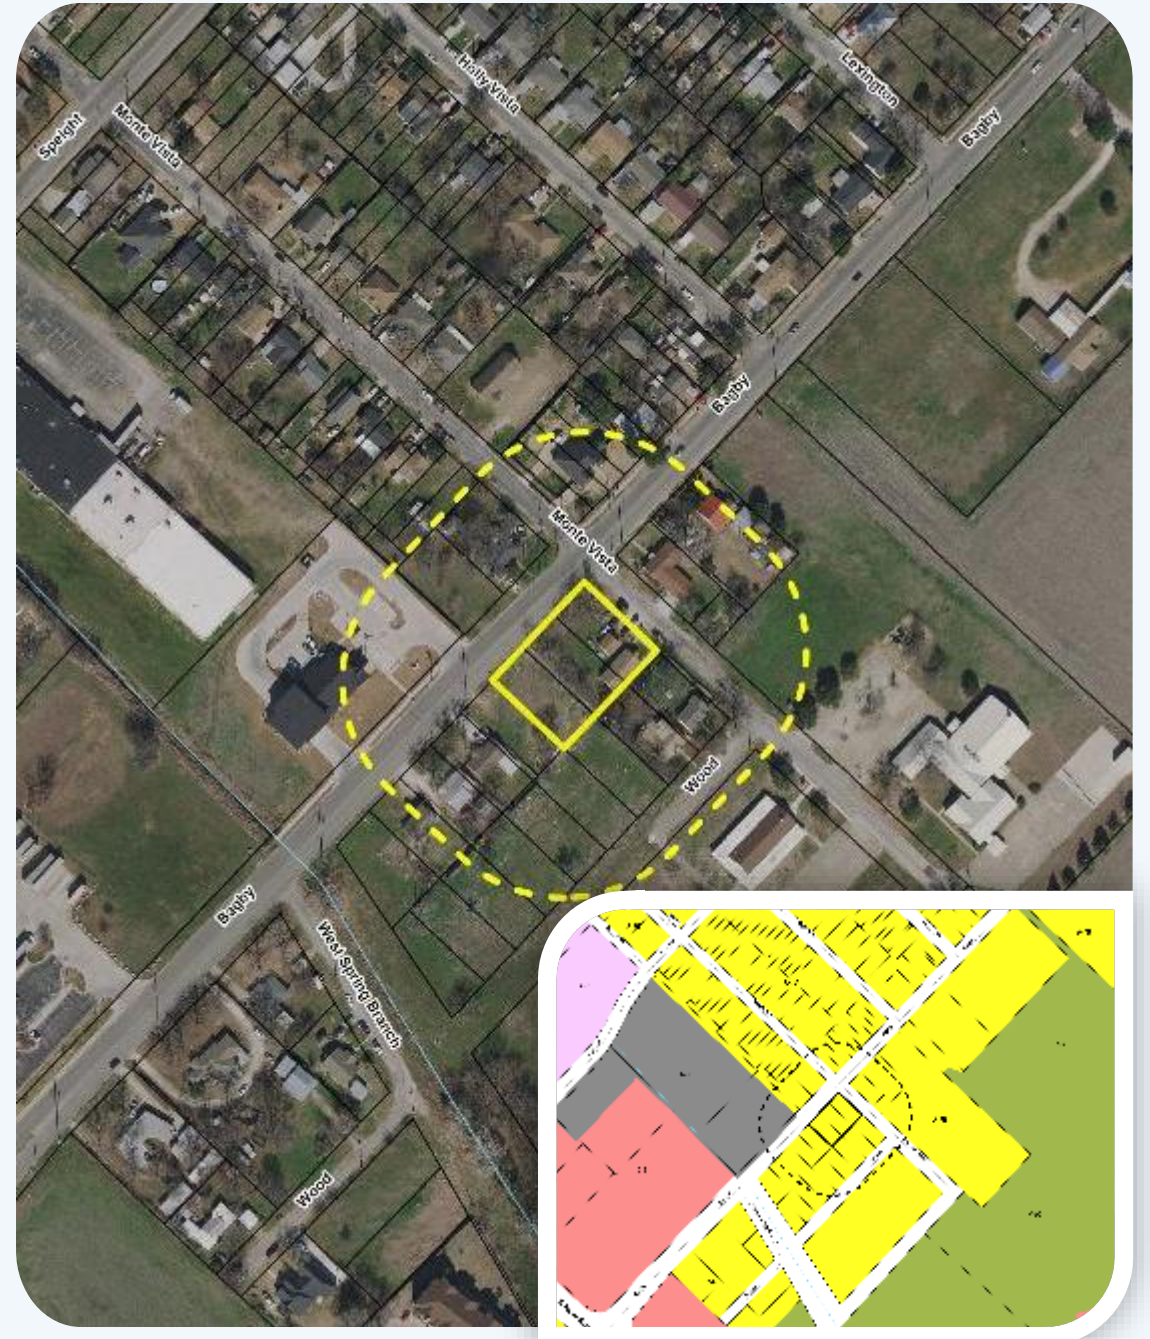 Holly Vista
Lexington
Speight
Monte Vista
Bagby
Bagby
Monte Vista
Wood
Bagby
West Spring Branch
Wood